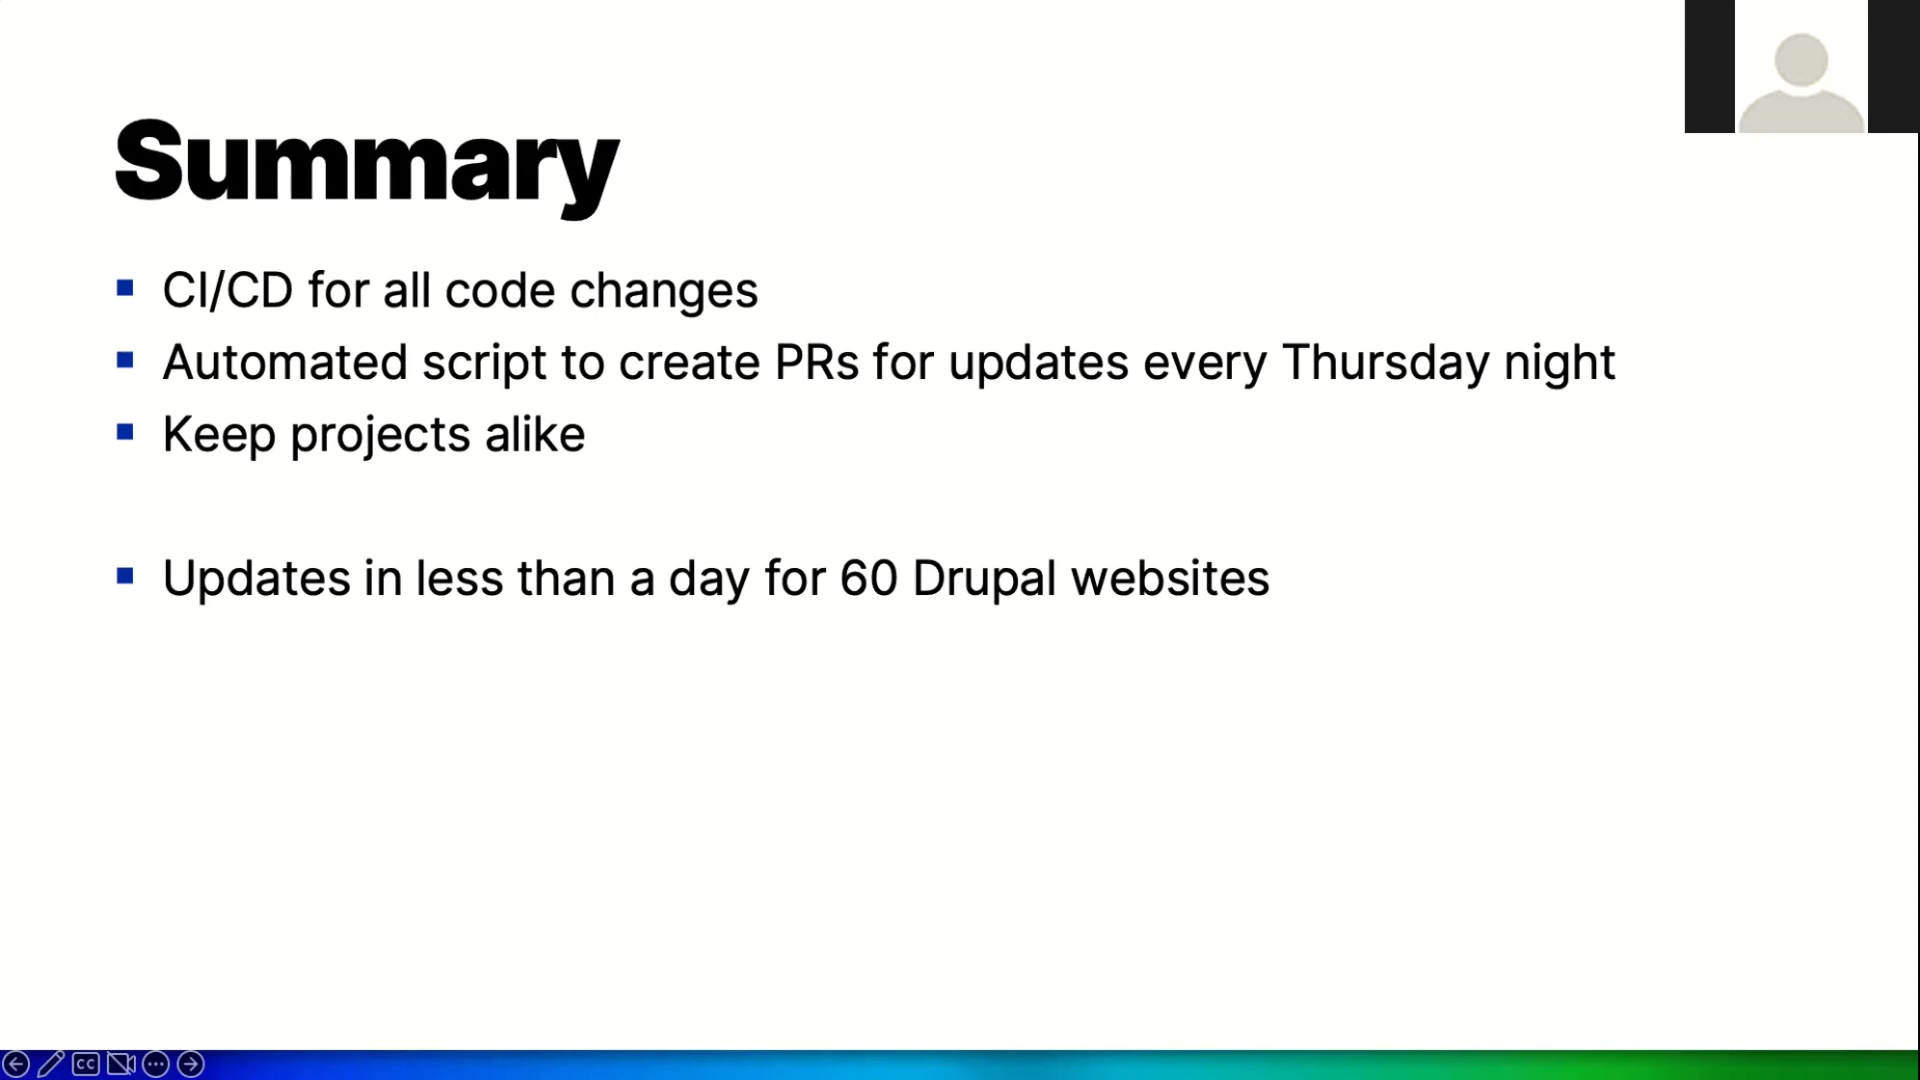 Summary
CI/CD for all code changes
Automated script to create PRs for updates every Thursday night
Keep projects alike
Updates in less than a day for 60 Drupal websites
CC